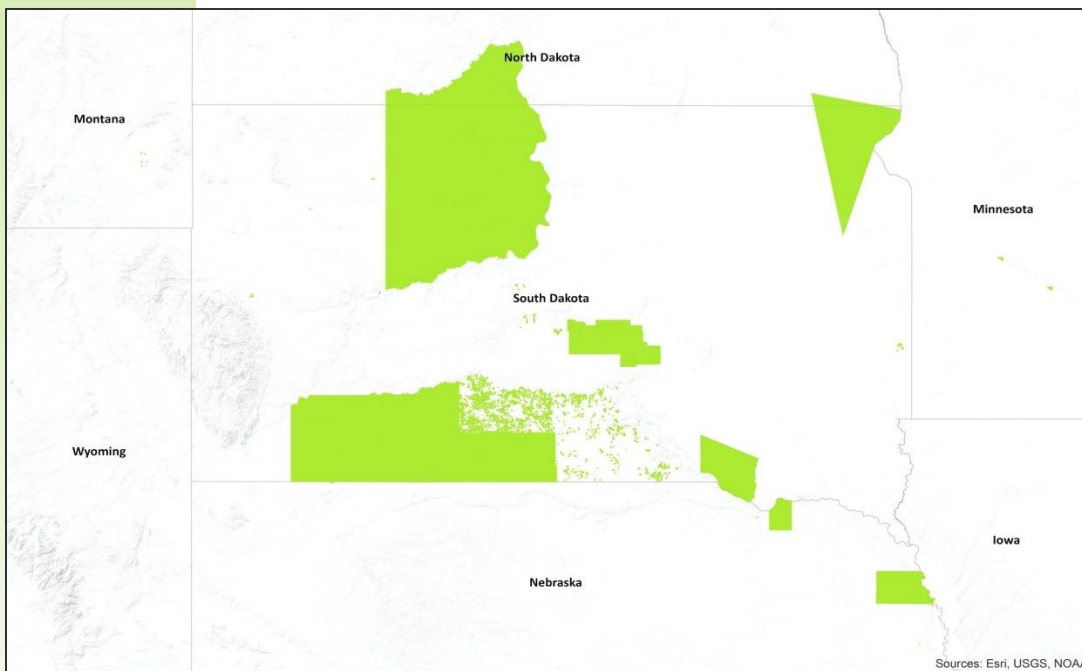 North Dakota
Montana
Minnesota
South Dakota
Wyoming
Iowa
Nebraska
Sources: Esri, USGS, NOAA